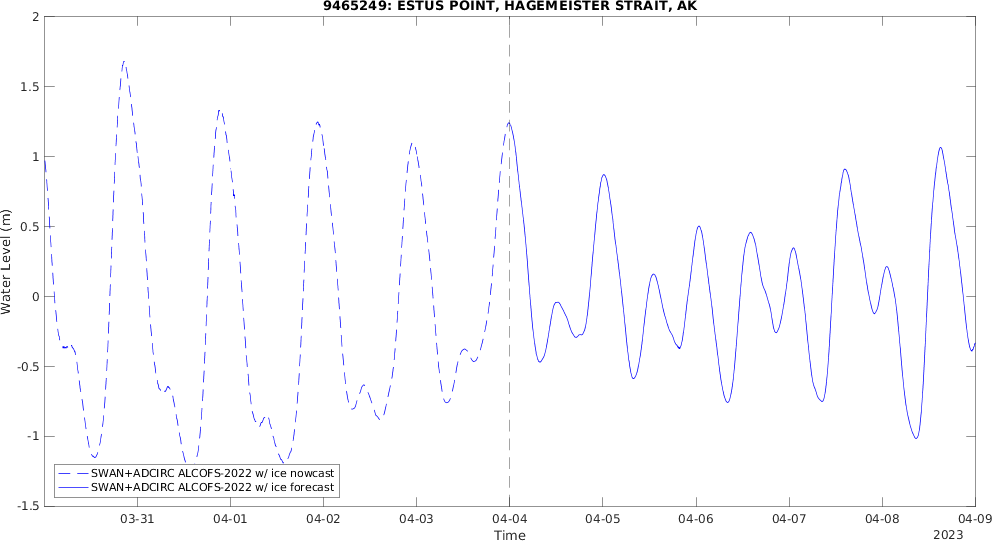 9465249: ESTUS POINT, HAGEMEISTER STRAIT, AK
2
1.5
1
0.5
0
-0.5
-1
-1.5
Water Level (m)
SWAN+ADCIRC ALCOFS-2022 w/ ice nowcast
SWAN+ADCIRC ALCOFS-2022 w/ ice forecast
03-31 04-01 04-02 04-03 04-04 04-05 04-06 04-07 04-08 04-09
Time
2023